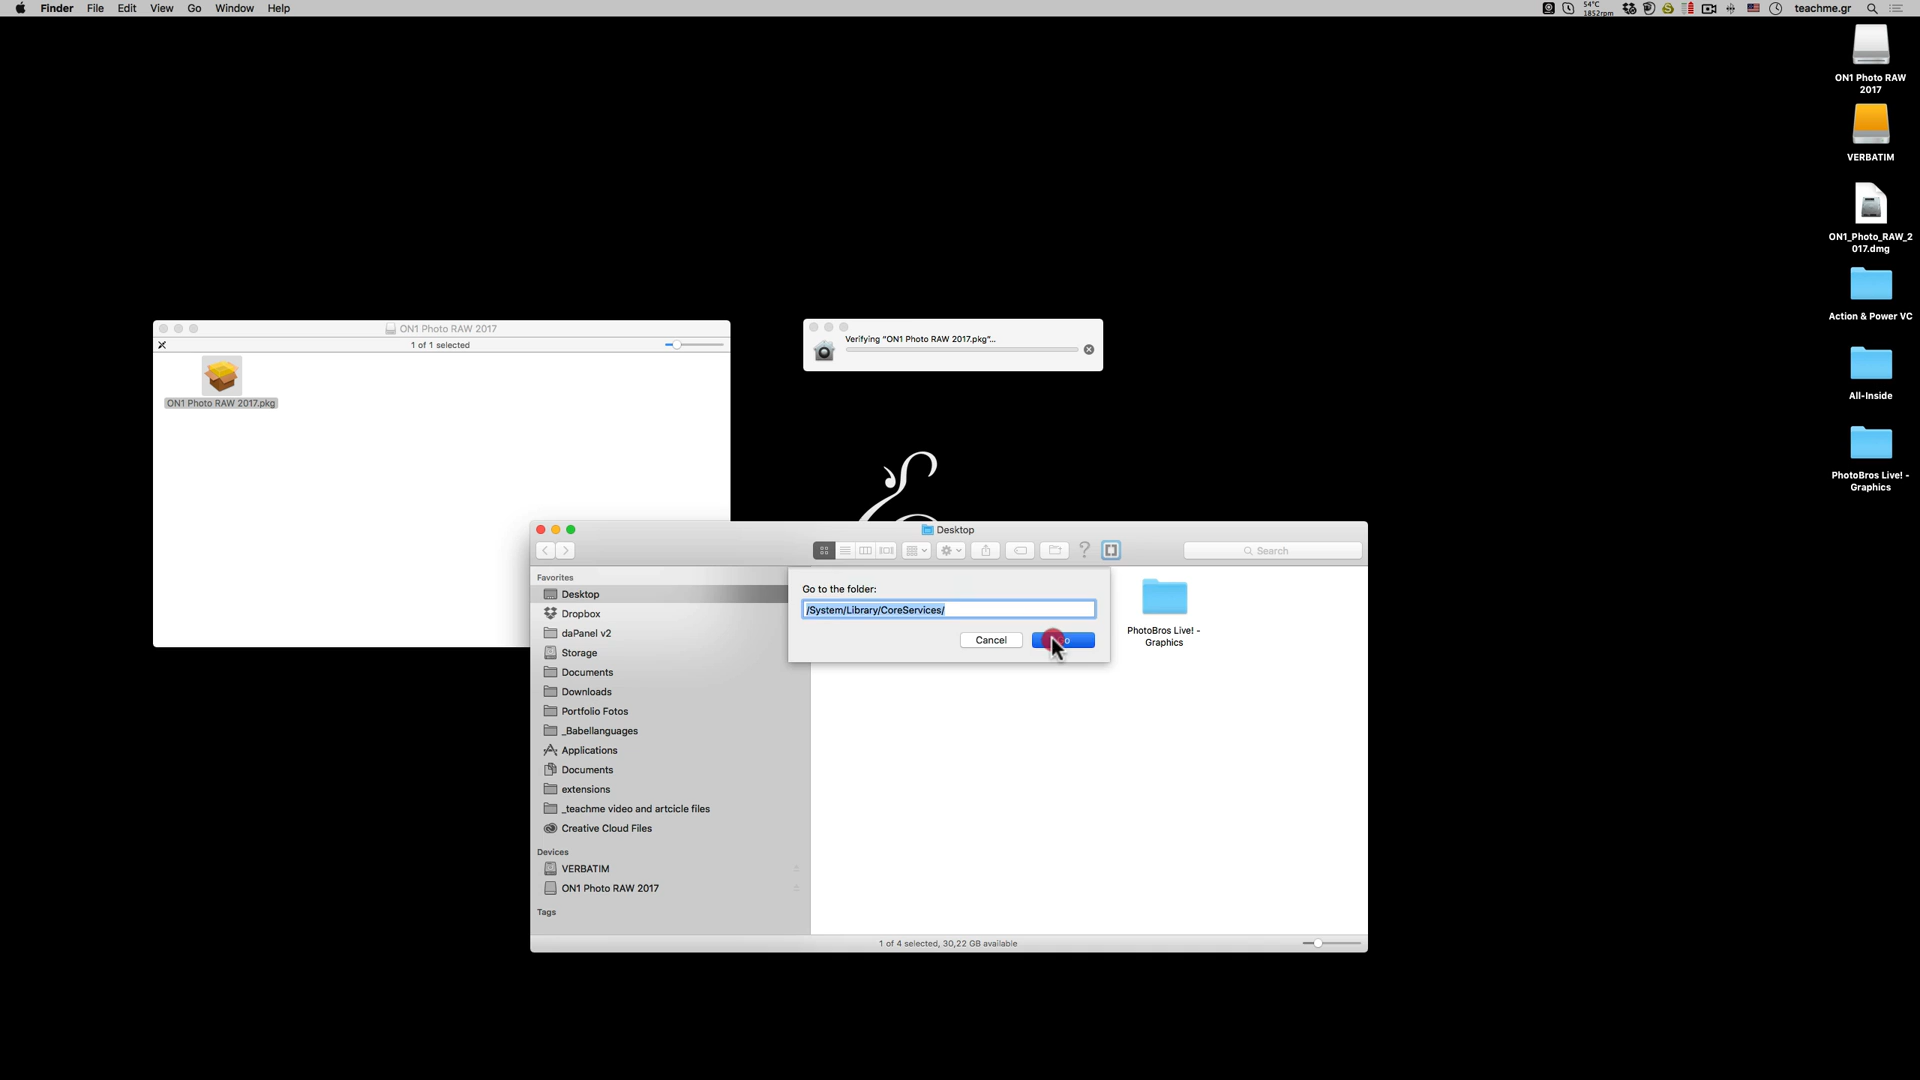 Finder File Edit View Go Window Help
54°C
1852rpm
teachme.gr
ON1 Photo RAW
2017
VERBATIM
ON1_Photo_RAW_2
017.dmg
Action & Power VC
All-Inside
PhotoBros Live! -
Graphics
ON1 Photo RAW 2017
1 of 1 selected
ON1 Photo RAW 2017.pkg
Verifying “ON1 Photo RAW 2017.pkg”...
Desktop
Search
Go to the folder:
/System/Library/CoreServices/
Cancel
PhotoBros Live! -
Graphics
Favorites
Desktop
Dropbox
daPanel v2
Storage
Documents
Downloads
Portfolio Fotos
_Babellanguages
Applications
Documents
extensions
_teachme video and artcicle files
Creative Cloud Files
Devices
VERBATIM
ON1 Photo RAW 2017
Tags
1 of 4 selected, 30,22 GB available